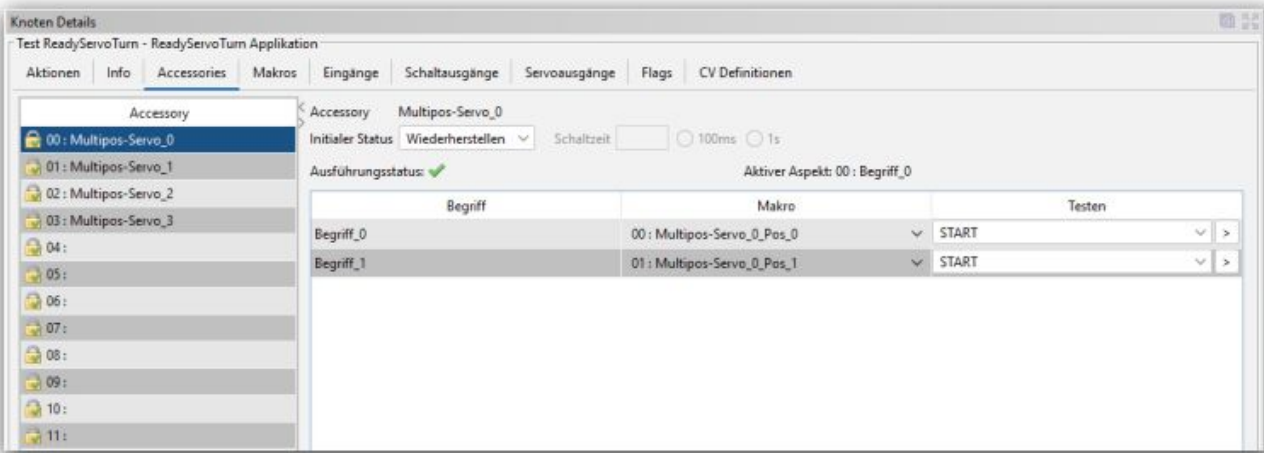 Knoten Details
Test ReadyServoTurn - ReadyServoTurn Applikation
Aktionen Info Accessories Makros Eingänge Schaltausgänge Servoausgänge Flags CV Definitionen
Accessory
00 : Multipos-Servo_0
01 : Multipos-Servo_1
02 : Multipos-Servo_2
03 : Multipos-Servo_3
04 :
05 :
06 :
07 :
08 :
09 :
10 :
11 :
Accessory Multipos-Servo_0
Initialer Status Wiederherstellen Schaltzeit 100ms 1s
Ausführungsstatus: Aktiver Aspekt: 00 : Begriff_0
Begriff Makro Testen
Begriff_0 00 : Multipos-Servo_0_Pos_0 START >
Begriff_1 01 : Multipos-Servo_0_Pos_1 START >